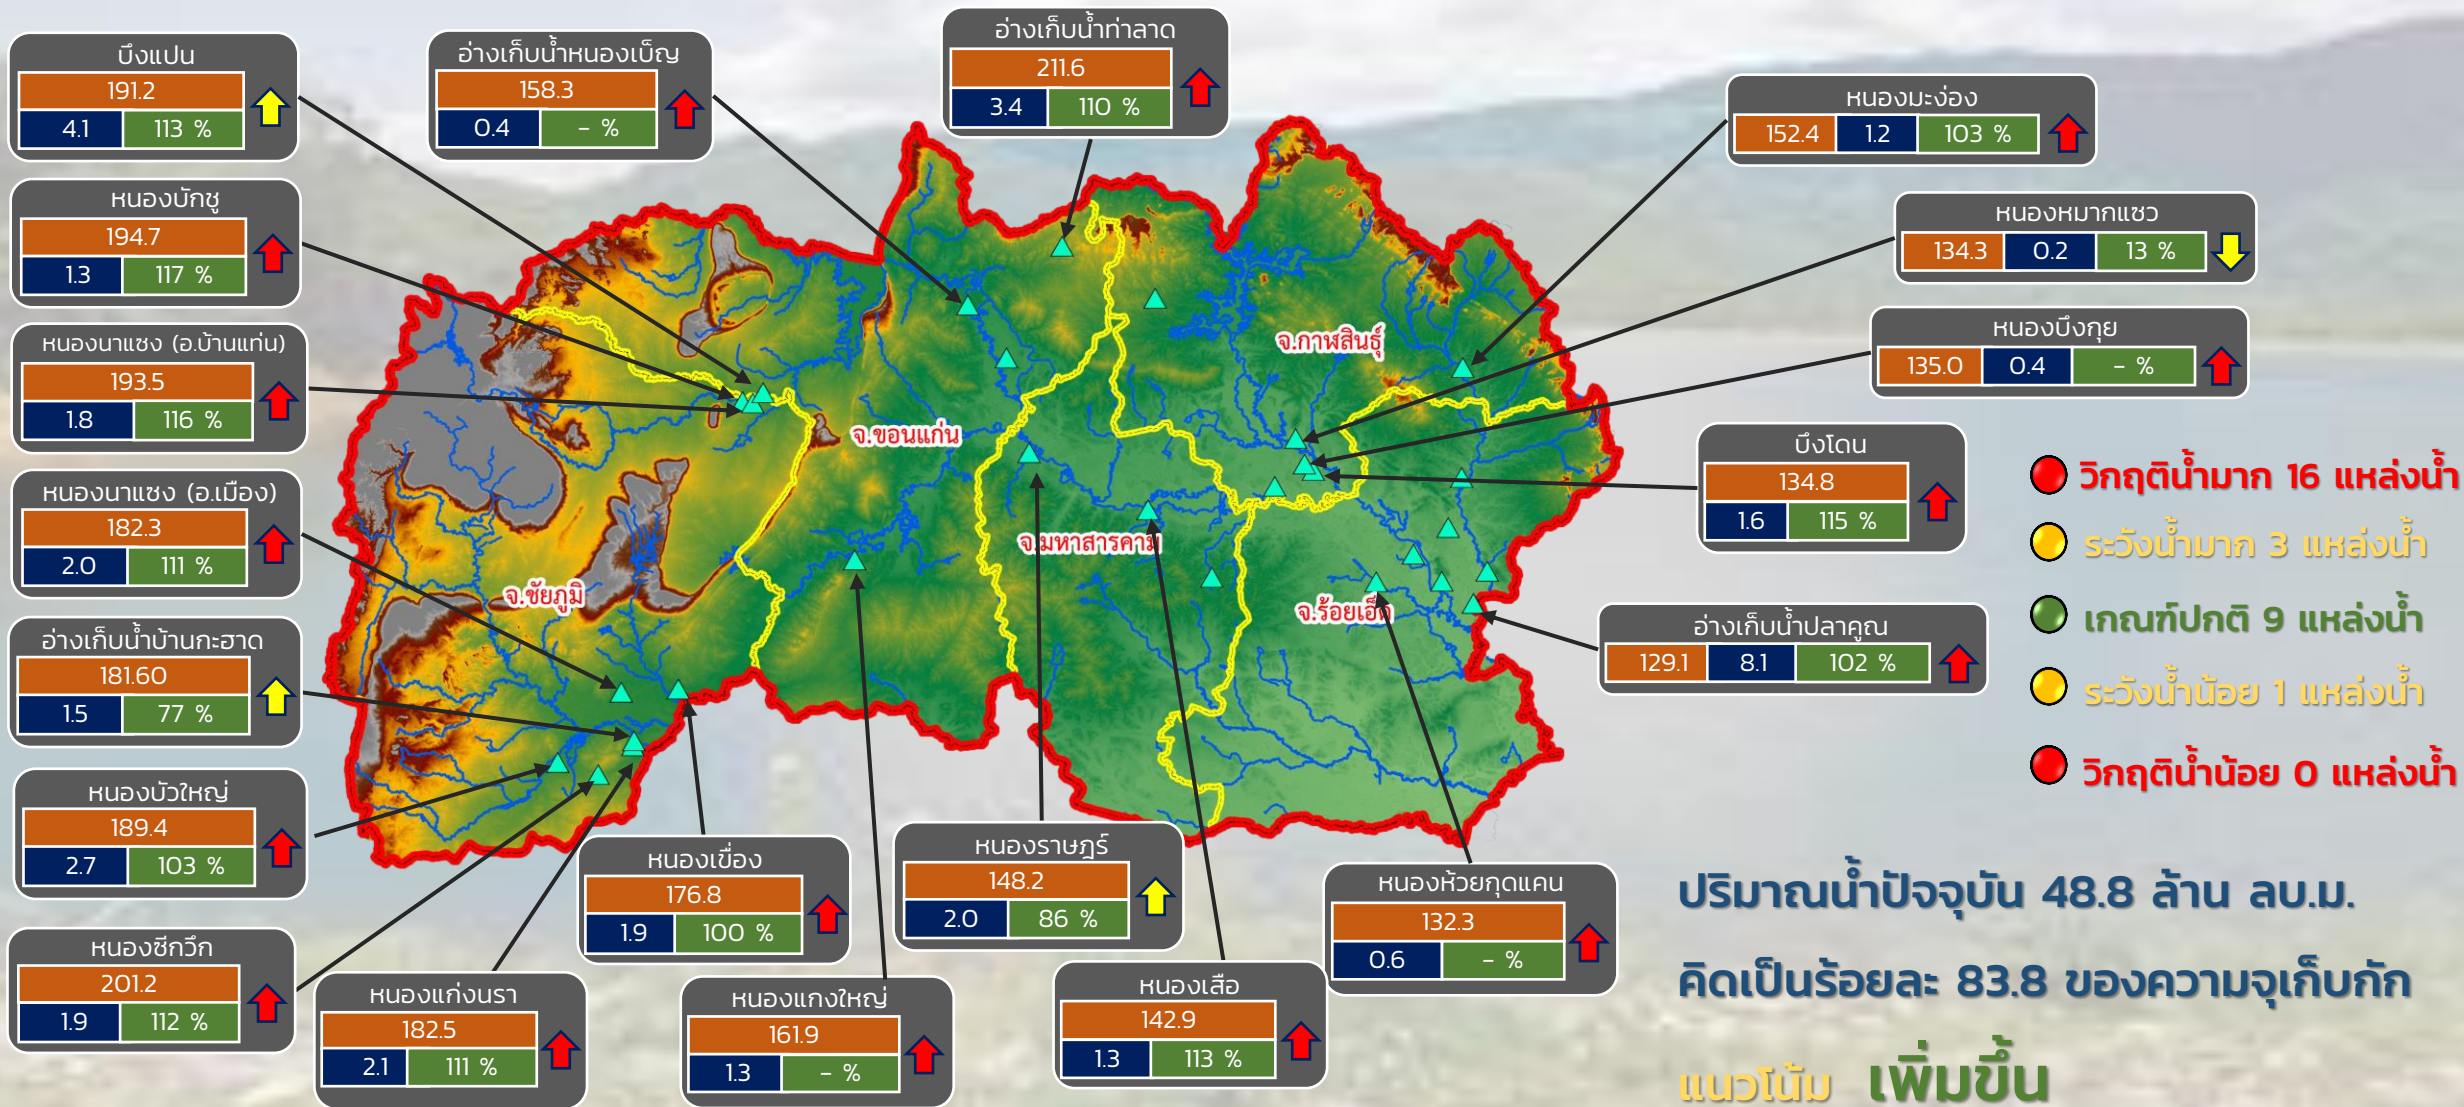 บึงแปน
191.2
4.1 113 %
หนองบักชู
194.7
1.3 117 %
หนองนาแซง (อ.บ้านแท่น)
193.5
1.8 116 %
หนองนาแซง (อ.เมือง)
182.3
2.0 111 %
อ่างเก็บน้ำบ้านกะฮาด
181.60
1.5 77 %
หนองบัวใหญ่
189.4
2.7 103 %
หนองซีกวึก
201.2
1.9 112 %
อ่างเก็บน้ำหนองเบ็ญ
158.3
0.4 - %
อ่างเก็บน้ำท่าลาด
211.6
3.4 110 %
หนองมะง่อง
152.4 1.2 103 %
หนองหมากแซว
134.3 0.2 13 %
หนองบึงกุย
135.0 0.4 - %
บึงโดน
134.8
1.6 115 %
อ่างเก็บน้ำปลาคูณ
129.1 8.1 102 %
จ.กาฬสินธุ์
จ.ขอนแก่น
จ.มหาสารคาม
จ.ชัยภูมิ
จ.ร้อยเอ็ด
หนองแก่งนรา
182.5
2.1 111 %
หนองเขื่อง
176.8
1.9 100 %
หนองแกงใหญ่
161.9
1.3 - %
หนองราษฎร์
148.2
2.0 86 %
หนองเสือ
142.9
1.3 113 %
หนองห้วยกุดแคน
132.3
0.6 - %
วิกฤติน้ำมาก 16 แหล่งน้ำ
ระวังน้ำมาก 3 แหล่งน้ำ
เกณฑ์ปกติ 9 แหล่งน้ำ
ระวังน้ำน้อย 1 แหล่งน้ำ
วิกฤติน้ำน้อย 0 แหล่งน้ำ
ปริมาณน้ำปัจจุบัน 48.8 ล้าน ลบ.ม.
คิดเป็นร้อยละ 83.8 ของความจุเก็บกัก
แนวโน้ม เพิ่มขึ้น